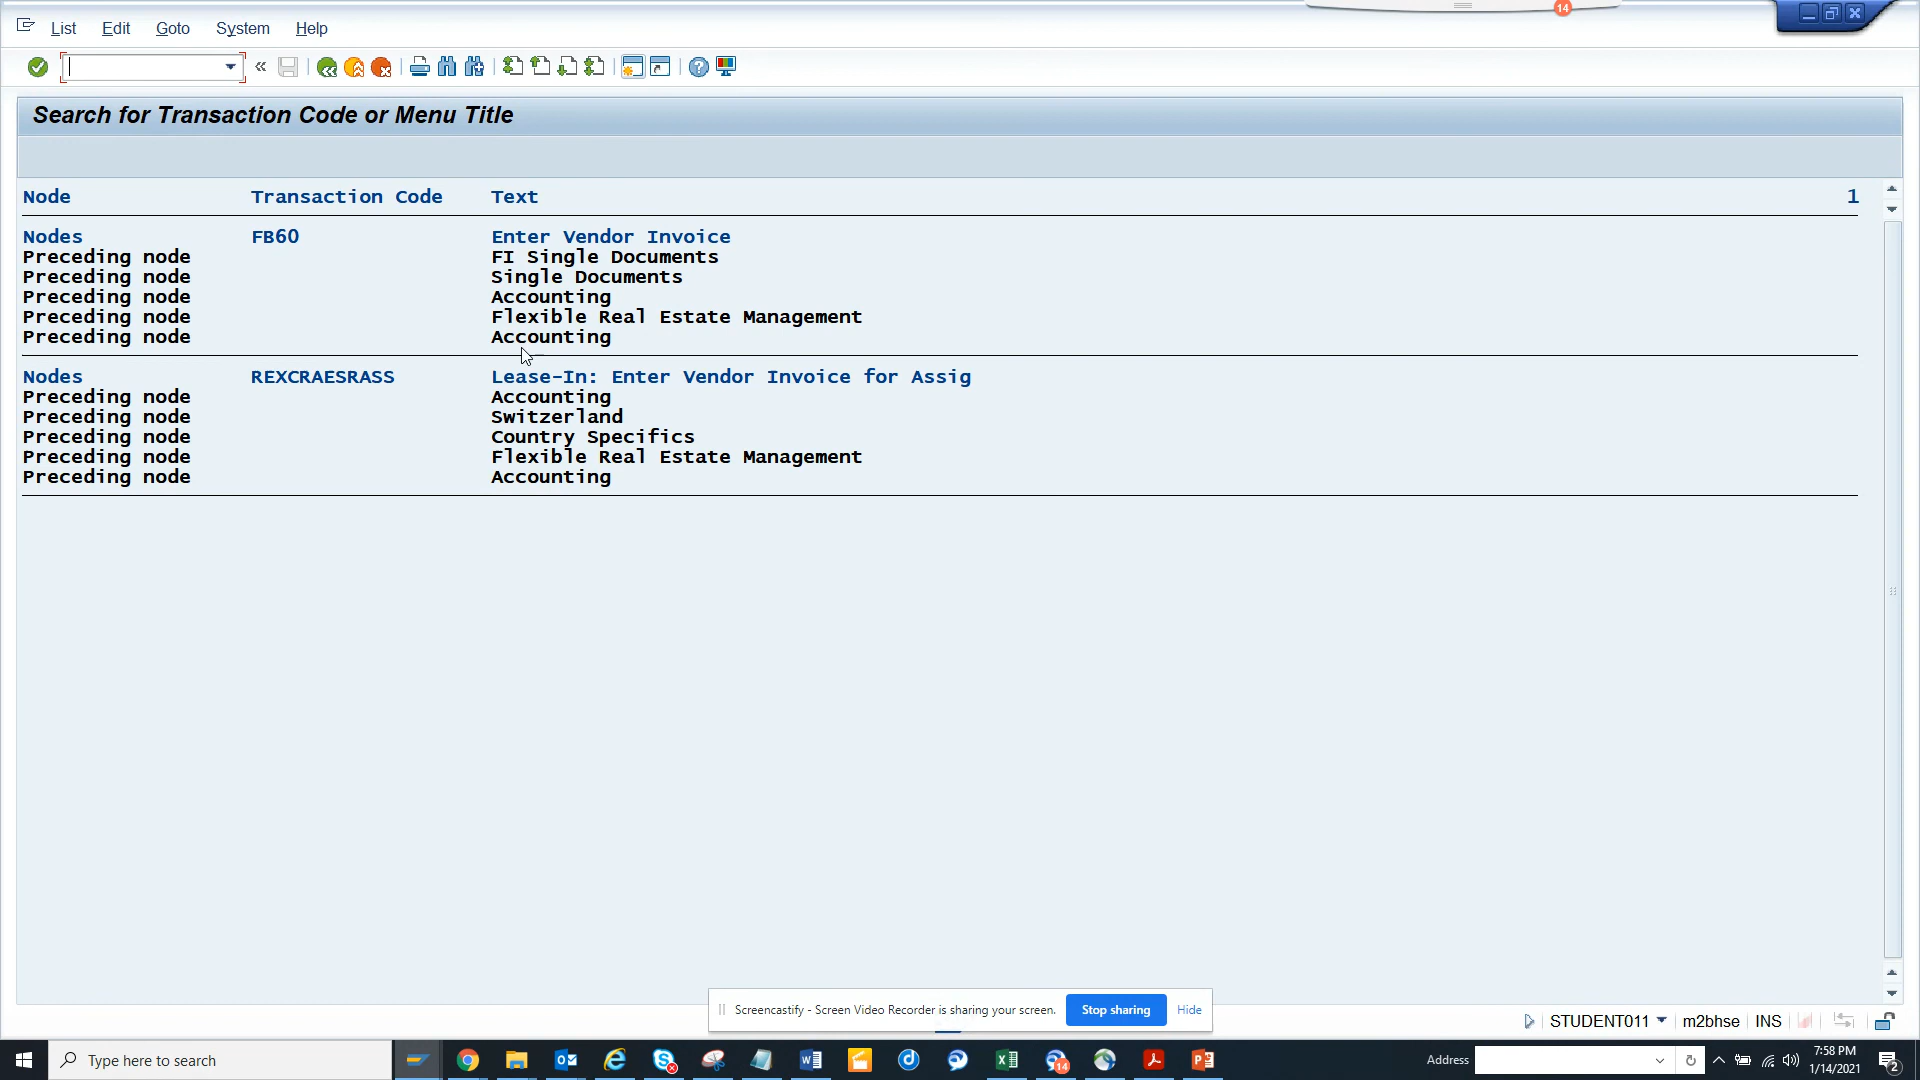 14
List Edit Goto System Help
Search for Transaction Code or Menu Title
Node Transaction Code Text 1
Nodes FB60 Enter Vendor Invoice
Preceding node FI Single Documents
Preceding node Single Documents
Preceding node Accounting
Preceding node Flexible Real Estate Management
Preceding node Accounting
Nodes REXCRAESRASS Lease-In: Enter Vendor Invoice for Assig
Preceding node Accounting
Preceding node Switzerland
Preceding node Country Specifics
Preceding node Flexible Real Estate Management
Preceding node Accounting
Screencastify - Screen Video Recorder is sharing your screen. Stop sharing Hide
STUDENT011 m2bhse INS
Type here to search
14
Address
7:58 PM
1/14/2021
2